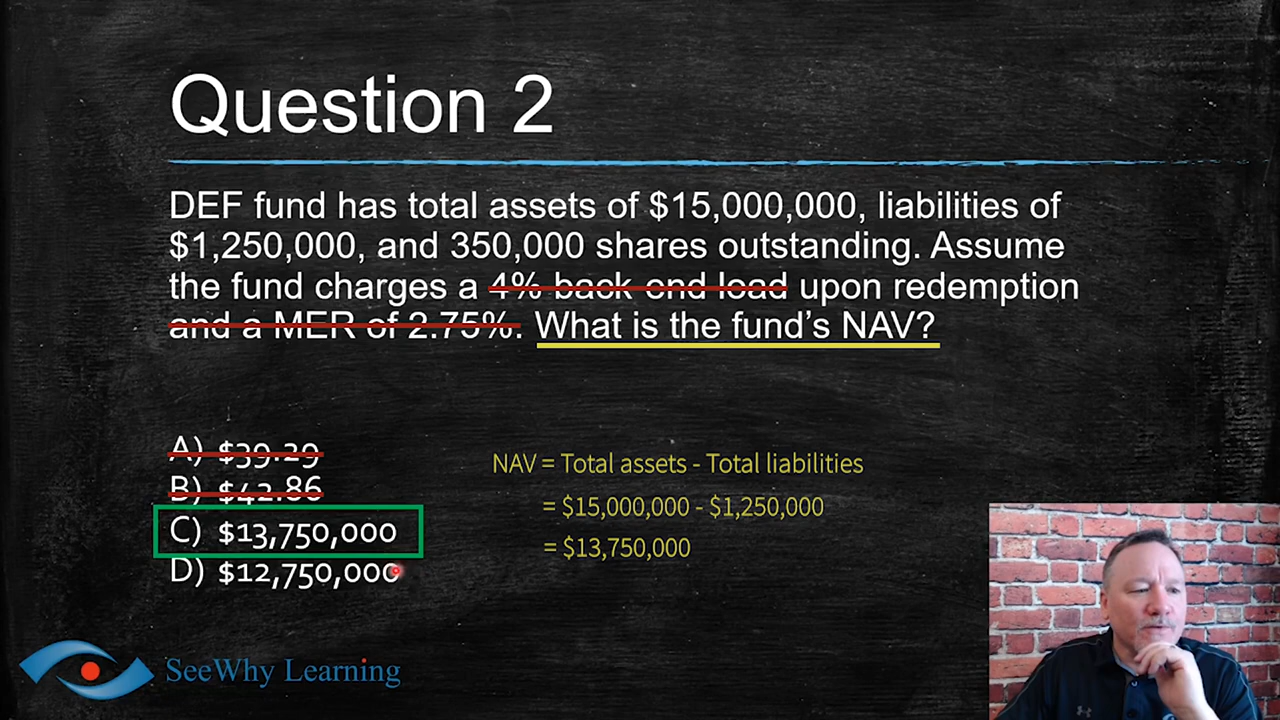 Question 2
DEF fund has total assets of $15,000,000, liabilities of
$1,250,000, and 350,000 shares outstanding. Assume
the fund charges a 4% back-end load upon redemption
and a MER of 2.75%. What is the fund's NAV?
A) $39.29
B) $42.86
C) $13,750,000
D) $12,750,000
NAV = Total assets - Total liabilities
= $15,000,000 - $1,250,000
= $13,750,000
SeeWhy Learning